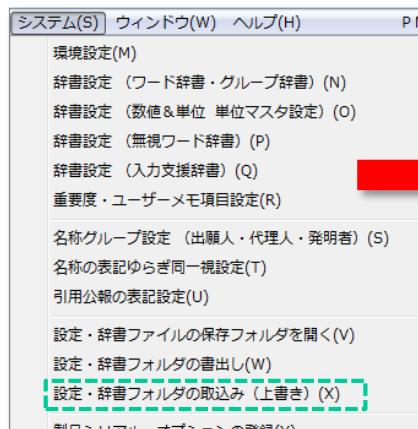 システム(S) ウィンドウ(W) ヘルプ(H) P
環境設定(M)
辞書設定 （ワード辞書・グループ辞書）(N)
辞書設定 （数値＆単位 単位マスタ設定）(O)
辞書設定 （無視ワード辞書）(P)
辞書設定 （入力支援辞書）(Q)
重要度・ユーザーメモ項目設定(R)
名称グループ設定 （出願人・代理人・発明者）(S)
名称の表記ゆらぎ同一視設定(T)
引用公報の表記設定(U)
設定・辞書ファイルの保存フォルダを開く(V)
設定・辞書フォルダの書出し(W)
設定・辞書フォルダの取込み（上書き）(X)